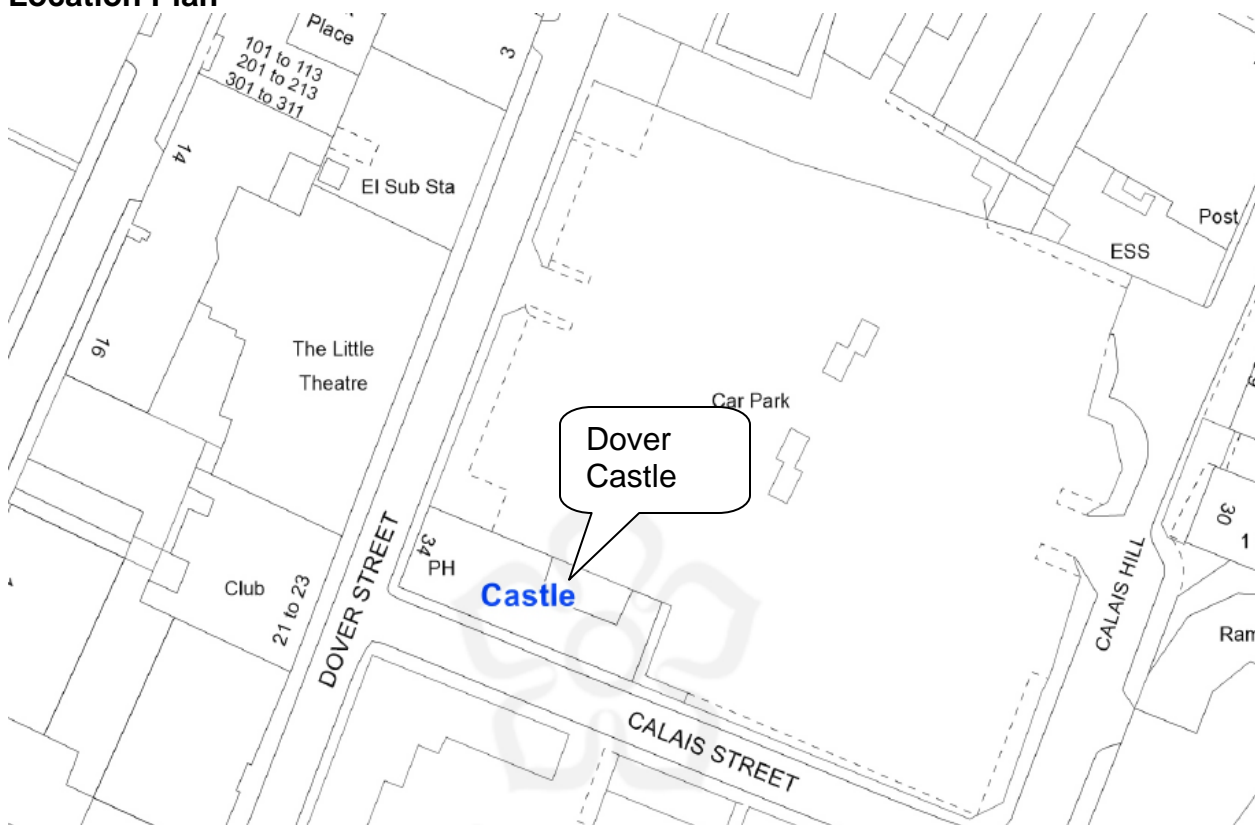 Location Plan
Place
101 to 113
201 to 213
301 to 311
3
14
El Sub Sta
Post
ESS
16
The Little
Theatre
Car Park
Dover
Castle
34
PH
Castle
Club
21 to 23
DOVER STREET
CALAIS STREET
CALAIS HILL
30
1
Ram